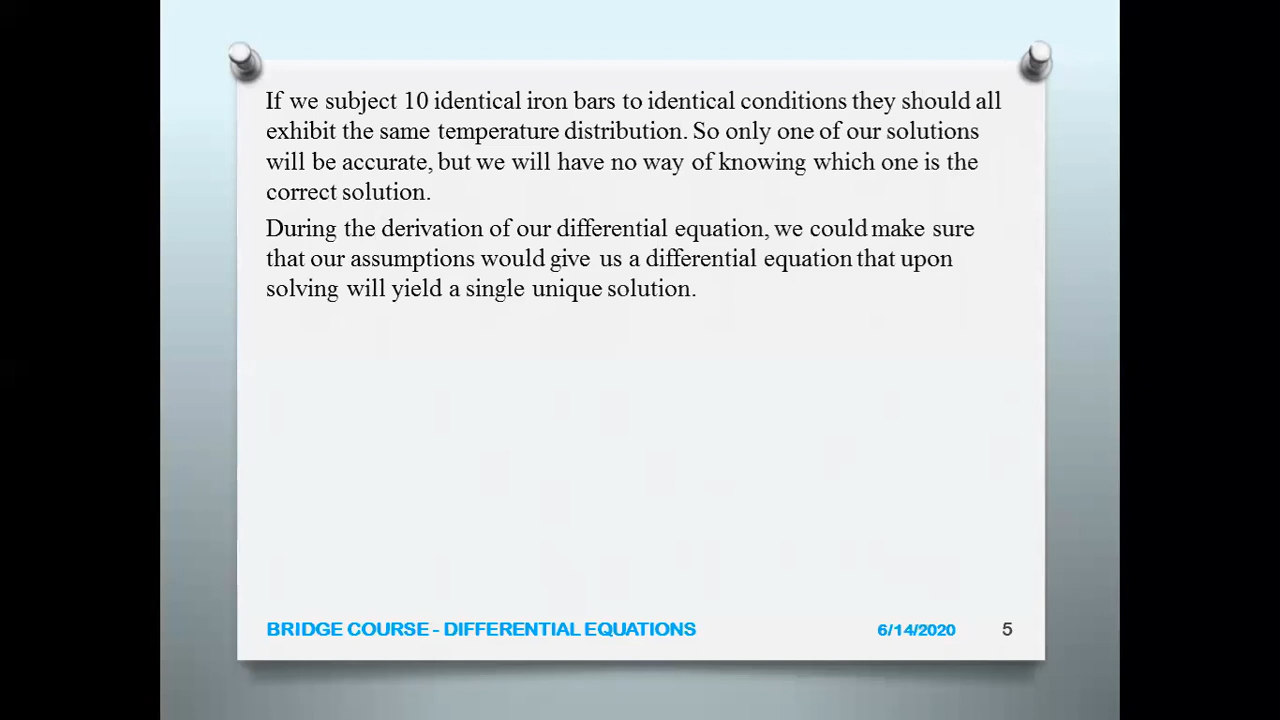 If we subject 10 identical iron bars to identical conditions they should all
exhibit the same temperature distribution. So only one of our solutions
will be accurate, but we will have no way of knowing which one is the
correct solution.
During the derivation of our differential equation, we could make sure
that our assumptions would give us a differential equation that upon
solving will yield a single unique solution.
BRIDGE COURSE - DIFFERENTIAL EQUATIONS 6/14/2020 5